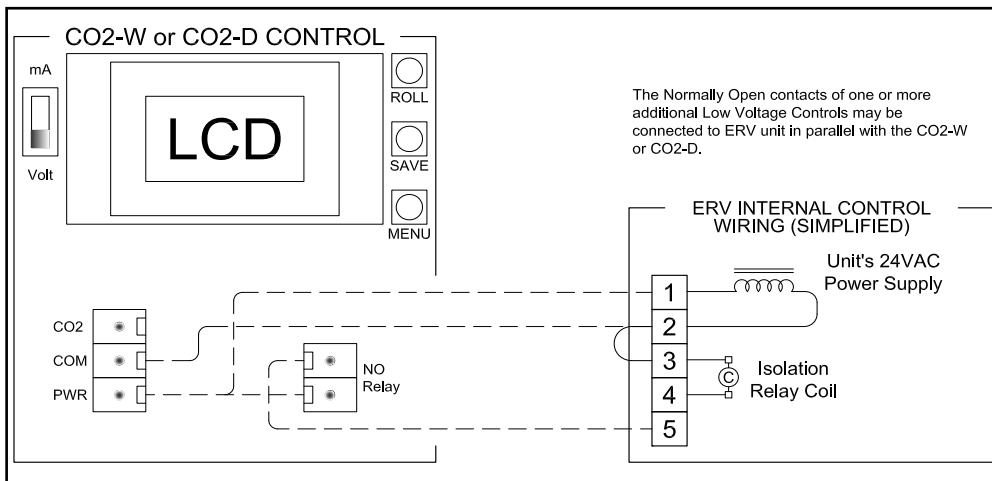 CO2-W or CO2-D CONTROL
mA
Volt
LCD
ROLL
SAVE
MENU
The Normally Open contacts of one or more
additional Low Voltage Controls may be
connected to ERV unit in parallel with the CO2-W
or CO2-D.
ERV INTERNAL CONTROL
WIRING (SIMPLIFIED)
Unit's 24VAC
Power Supply
CO2
COM
PWR
NO
Relay
1
2
3
4
5
C
Isolation
Relay Coil